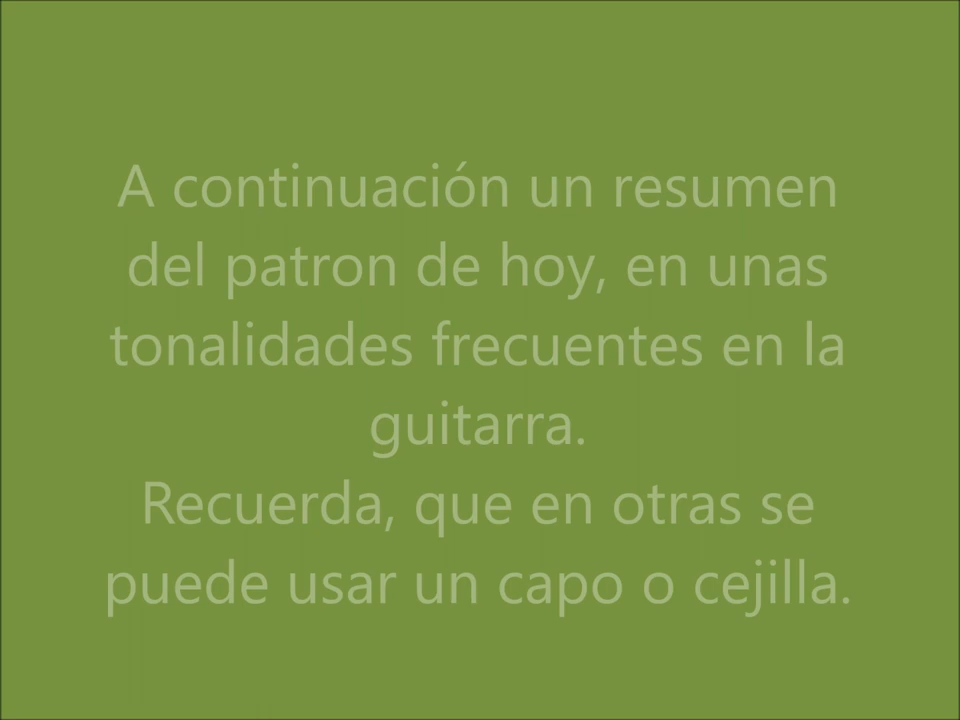 A continuación un resumen
del patron de hoy, en unas
tonalidades frecuentes en la
guitarra.
Recuerda, que en otras se
puede usar un capo o cejilla.